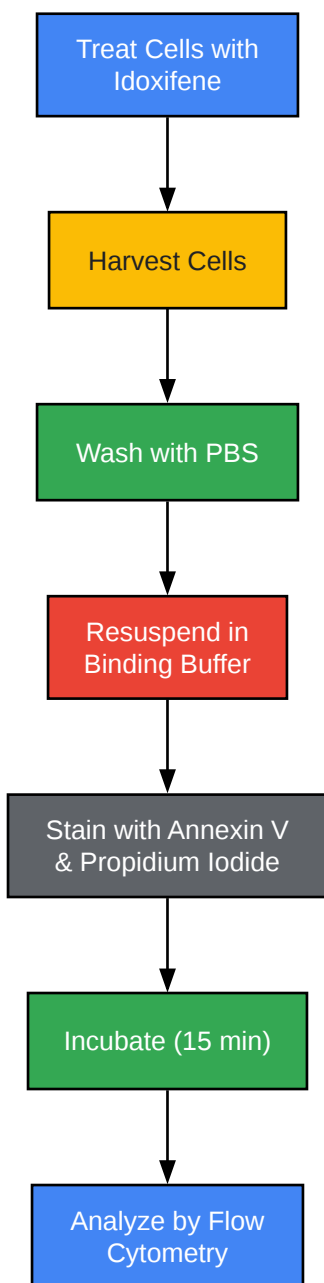 Treat Cells with
Idoxifene
Harvest Cells
Wash with PBS
Resuspend in
Binding Buffer
Stain with Annexin V
& Propidium Iodide
Incubate (15 min)
Analyze by Flow
Cytometry